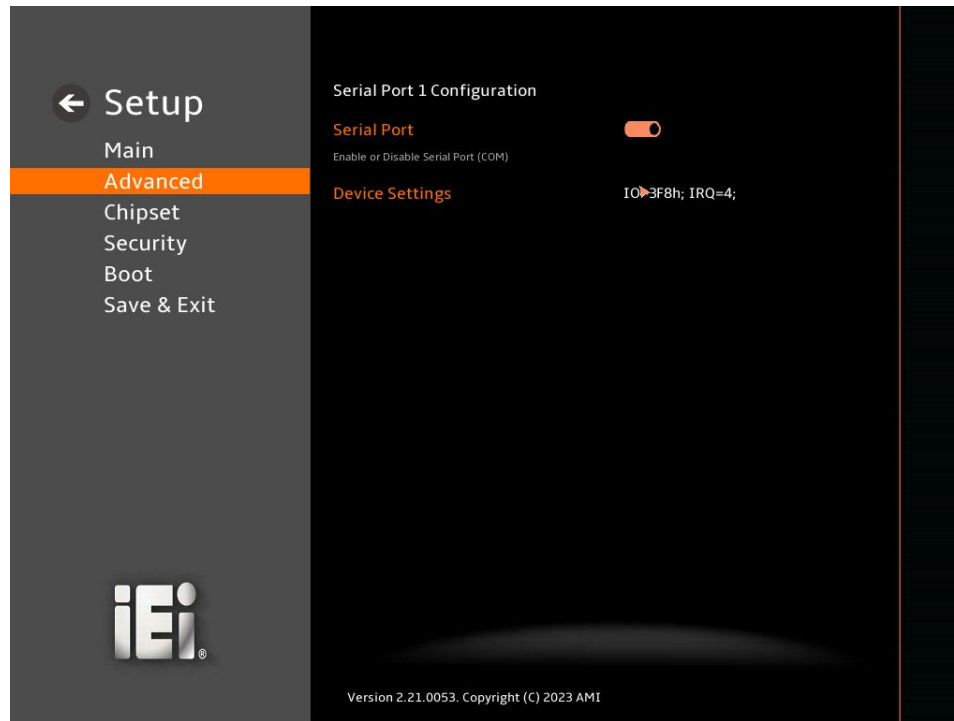 Setup
Main
Advanced
Chipset
Security
Boot
Save & Exit
iEi®
Serial Port 1 Configuration
Serial Port
Enable or Disable Serial Port (COM)
Device Settings IO=3F8h; IRQ=4;
Version 2.21.0053. Copyright (C) 2023 AMI